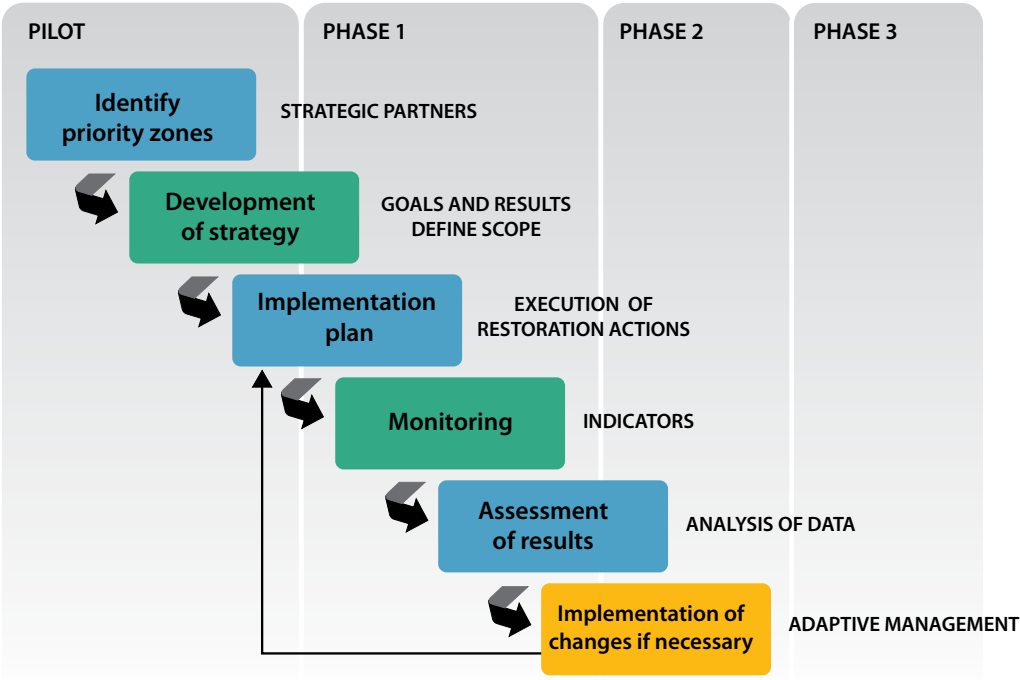 PILOT
PHASE 1
PHASE 2
PHASE 3
Identify
priority zones
STRATEGIC PARTNERS
Development
of strategy
GOALS AND RESULTS
DEFINE SCOPE
Implementation
plan
EXECUTION OF
RESTORATION ACTIONS
Monitoring
INDICATORS
Assessment
of results
ANALYSIS OF DATA
Implementation of
changes if necessary
ADAPTIVE MANAGEMENT